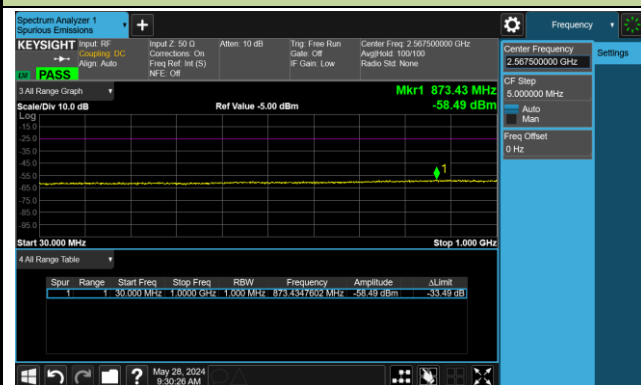 Spectrum Analyzer 1
Spurious Emissions
+
Frequency
KEYSIGHT
Input: RF
Coupling: DC
Align: Auto
Input Z: 50 Ω
Corrections: On
Freq Ref: Int (S)
NFE: Off
Atten: 10 dB
Trig: Free Run
Gate: Off
IF Gain: Low
Center Freq: 2.567500000 GHz
Avg|Hold: 100/100
Radio Std: None
PASS
3 All Range Graph
Mkr1 873.43 MHz
Scale/Div 10.0 dB
Ref Value -5.00 dBm
-58.49 dBm
Log
-15.0
-25.0
-35.0
-45.0
-55.0
-65.0
-75.0
-85.0
-95.0
1
Start 30.000 MHz
Stop 1.000 GHz
4 All Range Table
Spur Range Start Freq Stop Freq RBW Frequency Amplitude ΔLimit
1 1 30.000 MHz 1.0000 GHz 1.000 MHz 873.4347602 MHz -58.49 dBm -33.49 dB
Center Frequency
2.567500000 GHz
Settings
CF Step
5.000000 MHz
Auto
Man
Freq Offset
0 Hz
?
May 28, 2024
9:30:26 AM